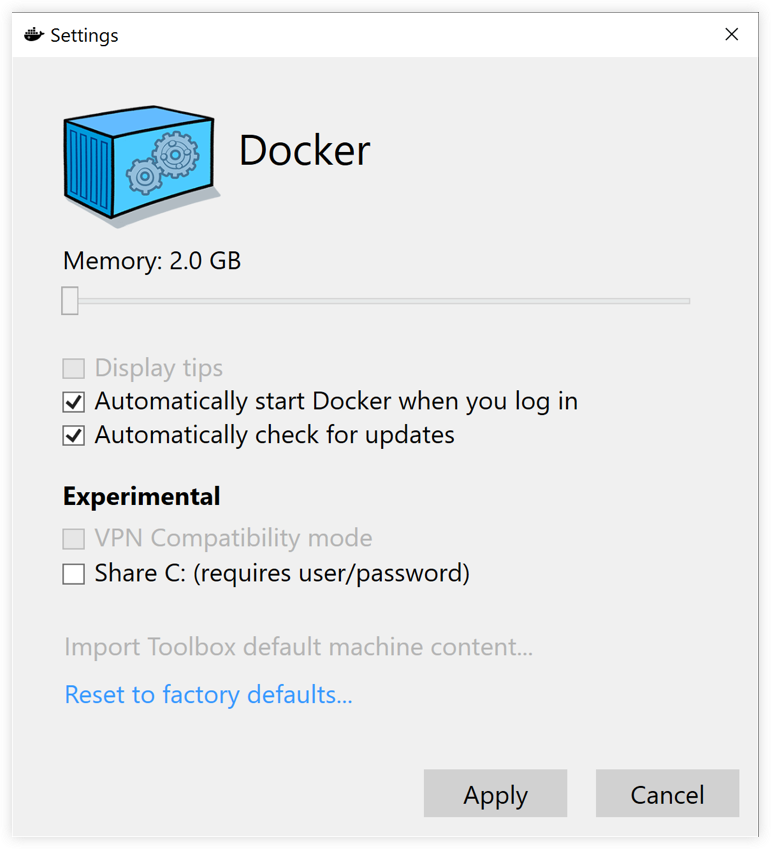 Settings
Docker
Memory: 2.0 GB
Display tips
Automatically start Docker when you log in
Automatically check for updates
Experimental
VPN Compatibility mode
Share C: (requires user/password)
Import Toolbox default machine content...
Reset to factory defaults...
Apply Cancel